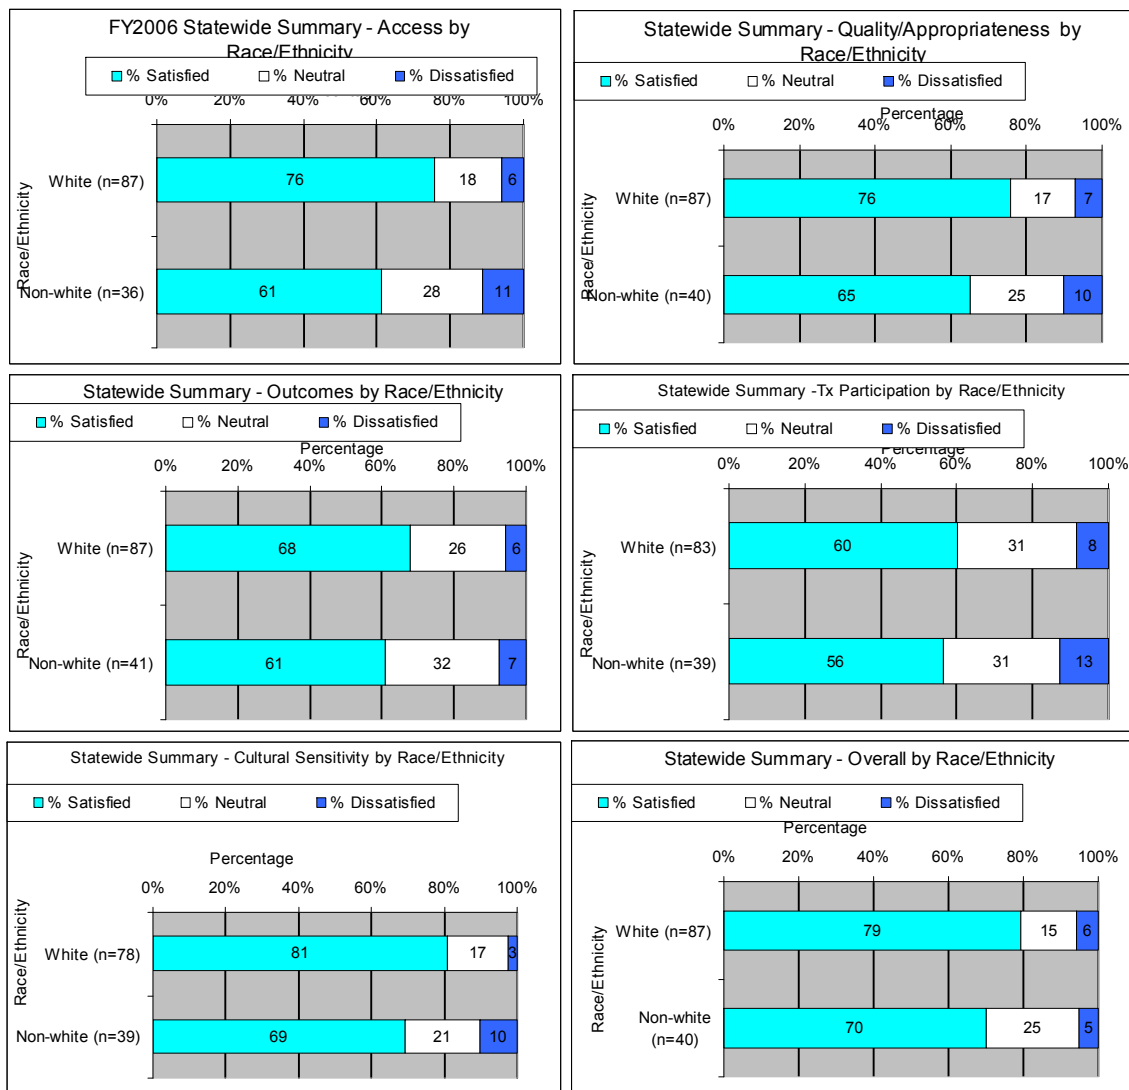 FY2006 Statewide Summary - Access by
Race/Ethnicity
% Satisfied % Neutral % Dissatisfied
0% 20% 40% 60% 80% 100%
Race/Ethnicity
White (n=87) 76 18 6
Non-white (n=36) 61 28 11
Statewide Summary - Quality/Appropriateness by
Race/Ethnicity
% Satisfied % Neutral % Dissatisfied
Percentage
0% 20% 40% 60% 80% 100%
Race/Ethnicity
White (n=87) 76 17 7
Non-white (n=40) 65 25 10
Statewide Summary - Outcomes by Race/Ethnicity
% Satisfied % Neutral % Dissatisfied
Percentage
0% 20% 40% 60% 80% 100%
Race/Ethnicity
White (n=87) 68 26 6
Non-white (n=41) 61 32 7
Statewide Summary -Tx Participation by Race/Ethnicity
% Satisfied % Neutral % Dissatisfied
Percentage
0% 20% 40% 60% 80% 100%
Race/Ethnicity
White (n=83) 60 31 8
Non-white (n=39) 56 31 13
Statewide Summary - Cultural Sensitivity by Race/Ethnicity
% Satisfied % Neutral % Dissatisfied
Percentage
0% 20% 40% 60% 80% 100%
Race/Ethnicity
White (n=78) 81 17 3
Non-white (n=39) 69 21 10
Statewide Summary - Overall by Race/Ethnicity
% Satisfied % Neutral % Dissatisfied
Percentage
0% 20% 40% 60% 80% 100%
Race/Ethnicity
White (n=87) 79 15 6
Non-white
(n=40) 70 25 5